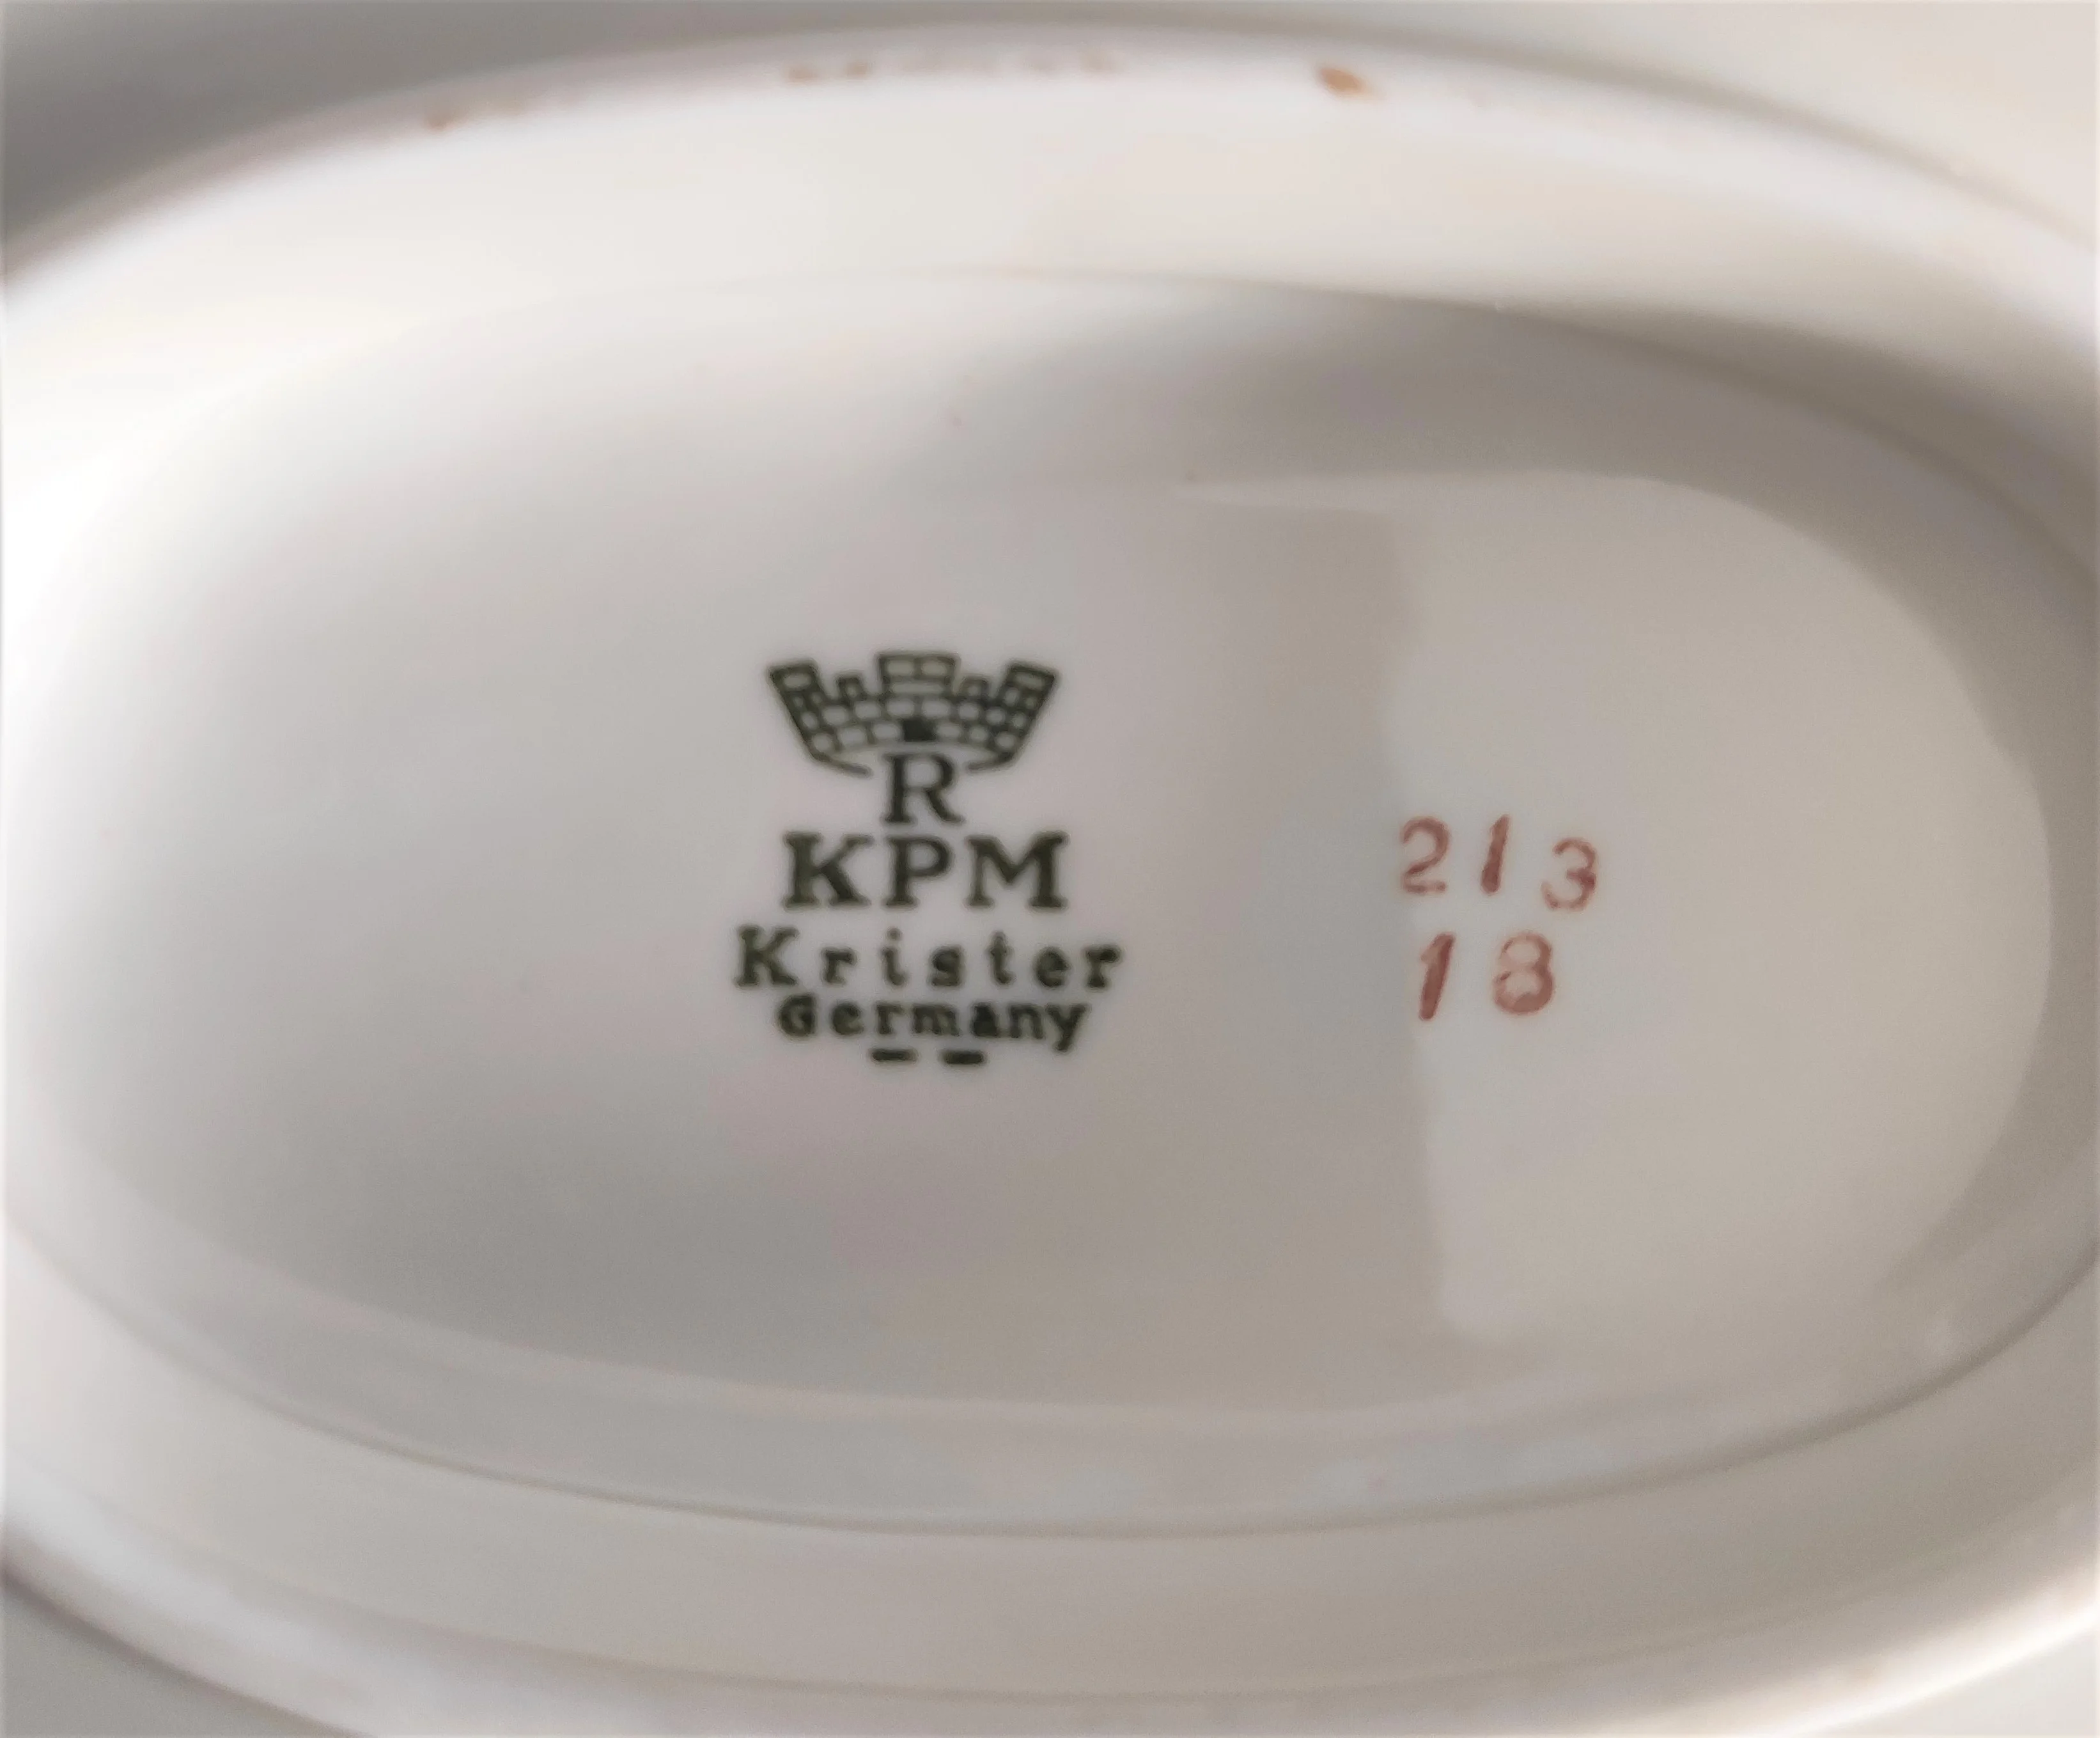 R
KPM
Krister
Germany
213
18